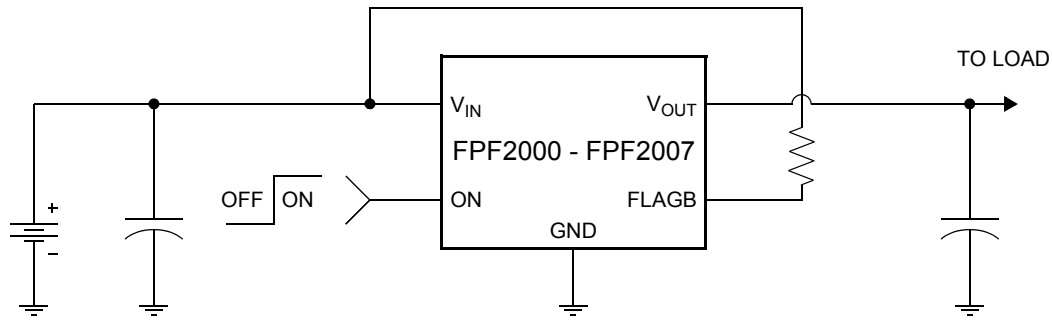 TO LOAD
VIN
VOUT
FPF2000 - FPF2007
OFF
ON
ON
FLAGB
GND
+
−